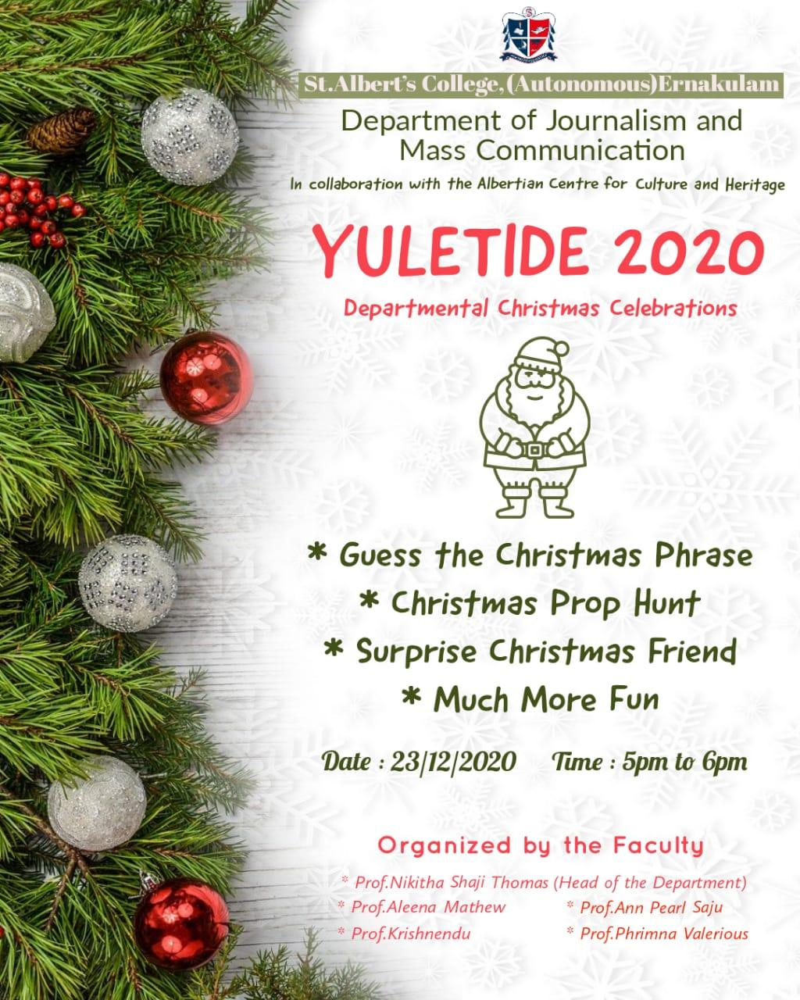 St.Albert's College,(Autonomous)Ernakulam
Department of Journalism and
Mass Communication
In collaboration with the Albertian Centre for Culture and Heritage
YULETIDE 2020
Departmental Christmas Celebrations
* Guess the Christmas Phrase
* Christmas Prop Hunt
* Surprise Christmas Friend
* Much More Fun
Date : 23/12/2020 Time : 5pm to 6pm
Organized by the Faculty
* Prof.Nikitha Shaji Thomas (Head of the Department)
* Prof.Aleena Mathew * Prof.Ann Pearl Saju
* Prof.Krishnendu * Prof.Phrimna Valerious